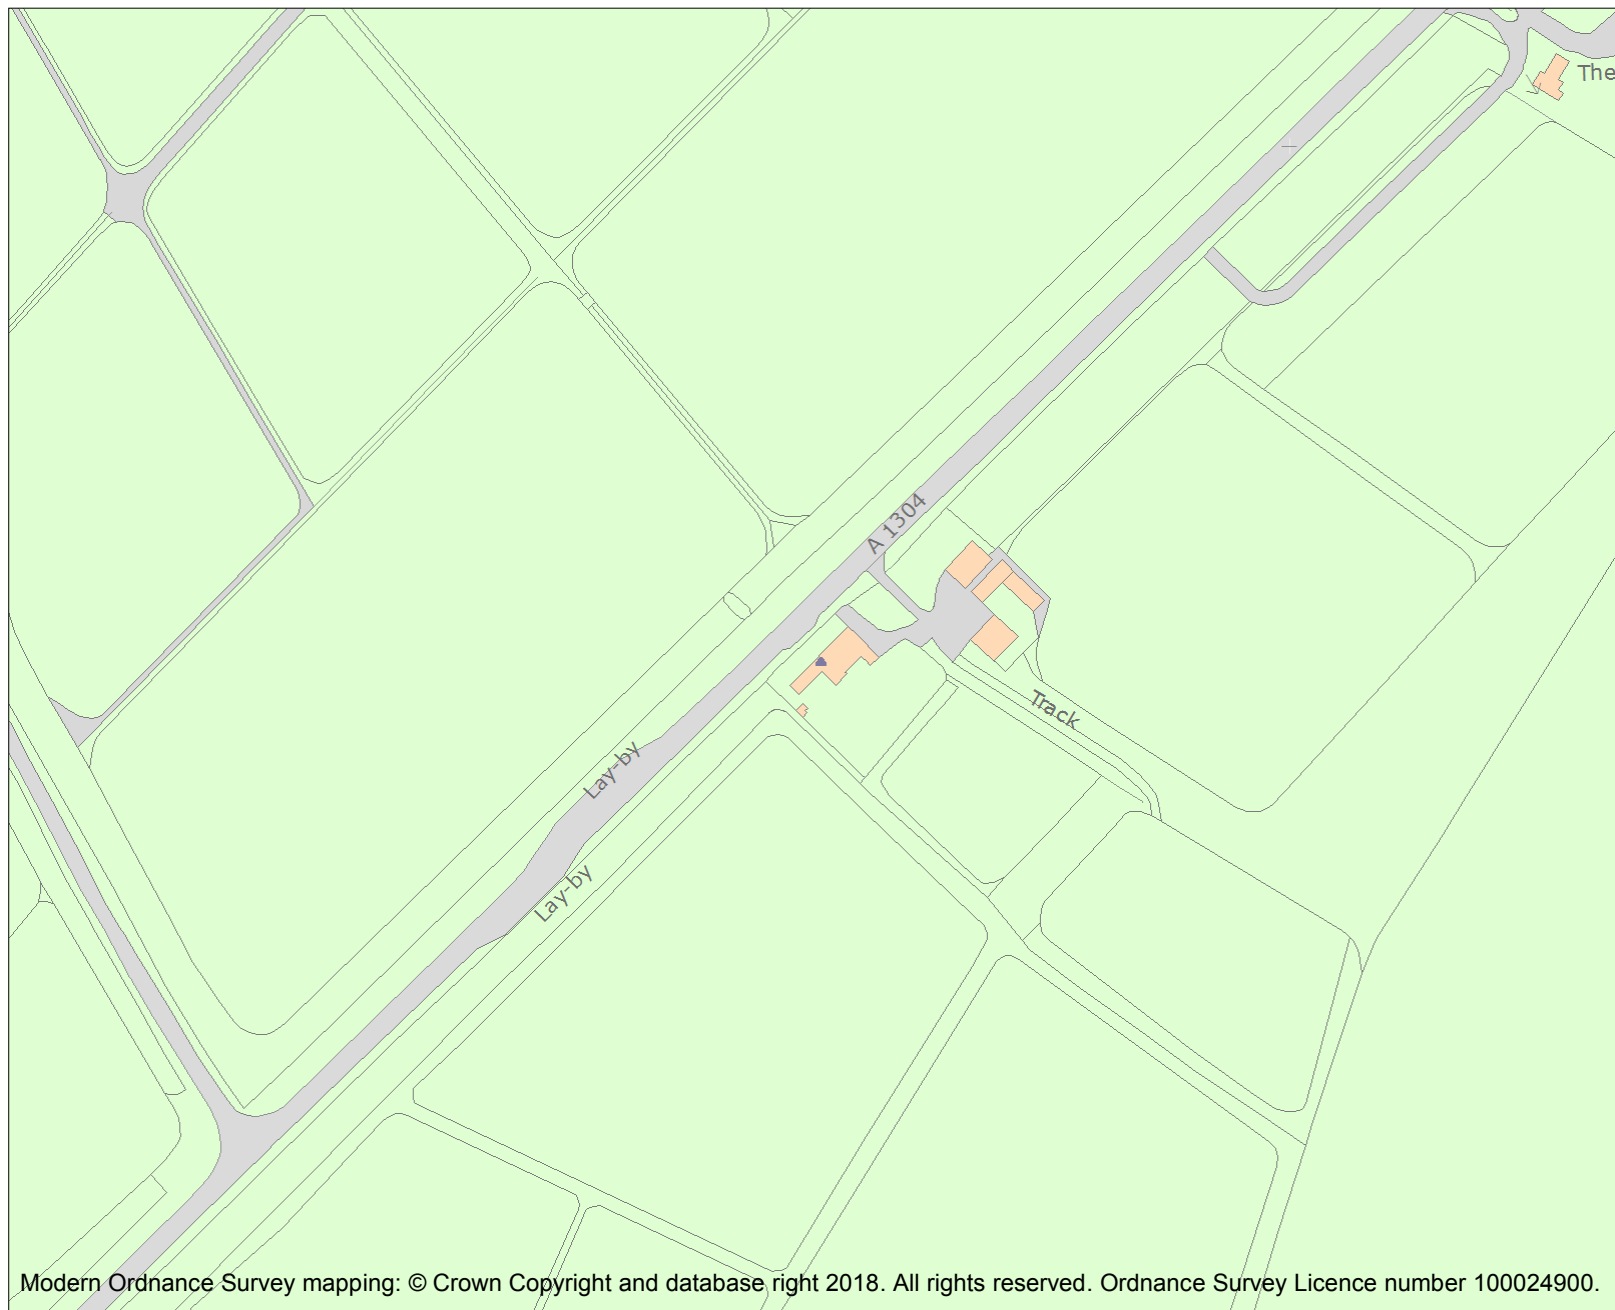 The
A 1304
Track
Lay-by
Lay-by
Modern Ordnance Survey mapping: © Crown Copyright and database right 2018. All rights reserved. Ordnance Survey Licence number 100024900.